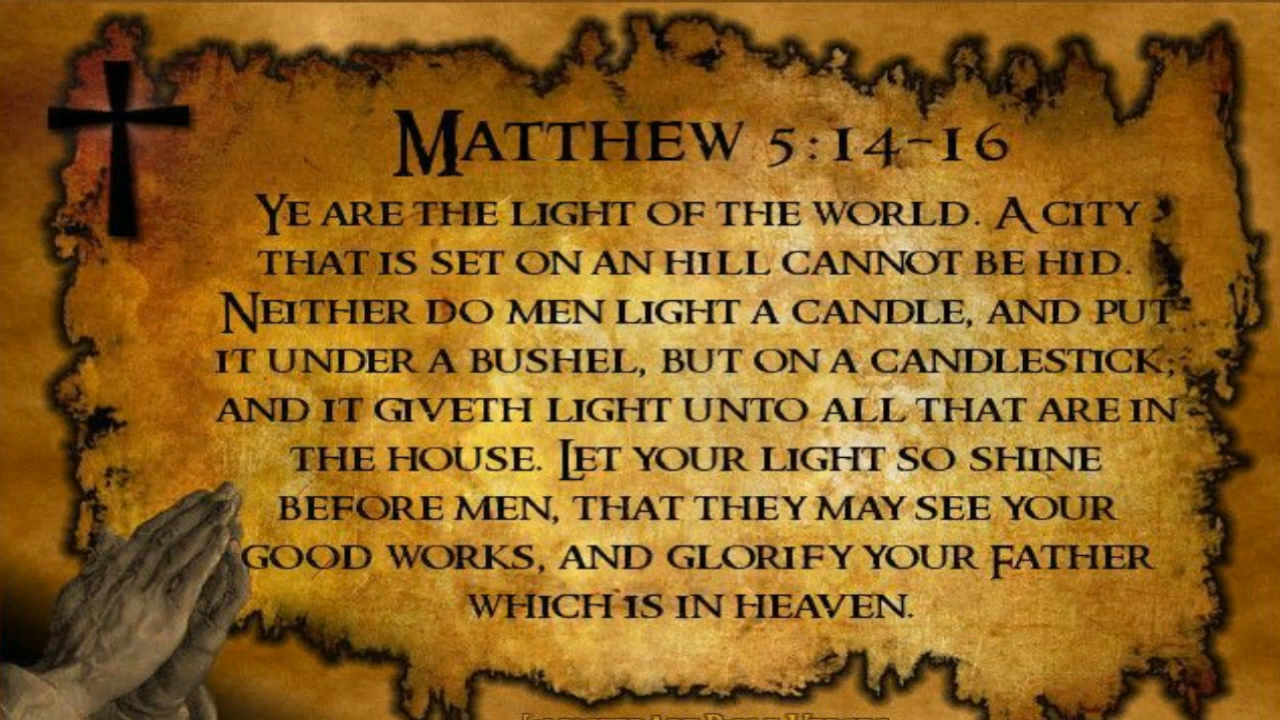 Matthew 5:14-16
Ye are the light of the world. A city
that is set on an hill cannot be hid.
Neither do men light a candle, and put
it under a bushel, but on a candlestick;
and it giveth light unto all that are in
the house. Let your light so shine
before men, that they may see your
good works, and glorify your Father
which is in heaven.